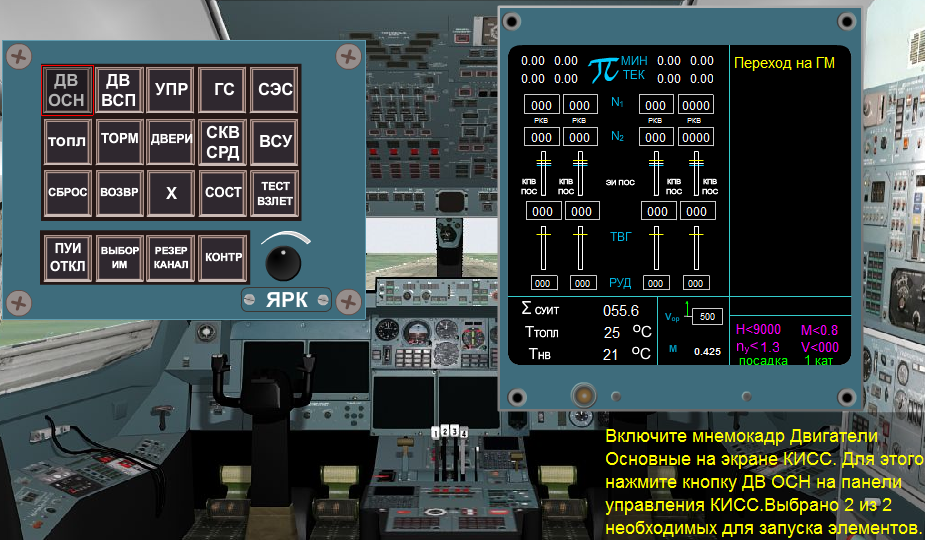 ДВ ОСН
ДВ ВСП
УПР
ГС
СЭС
ТОПЛ
ТОРМ
ДВЕРИ
СКВ СРД
ВСУ
СБРОС
ВОЗВР
X
СОСТ
ТЕСТ ВЗЛЕТ
ПУИ ОТКЛ
ВЫБОР ИМ
РЕЗЕР КАНАЛ
КОНТР
ЯРК
0.00 0.00 МИН 0.00 0.00
0.00 0.00 ТЕК 0.00 0.00
000 000 N1 000 0000
РКВ РКВ РКВ РКВ
000 000 N2 000 0000
КПВ ПОС КПВ ПОС ЭИ ПОС КПВ ПОС КПВ ПОС
000 000 000 000
ТВГ
000 000 РУД 000 000
Σ СУИТ 055.6
Tтопл 25 °C
Tнв 21 °C
Vпр 500
М 0.425
Переход на ГМ
H<9000 M<0.8
ny<1.3 V<000
посадка 1 кат
1 2 3 4
Включите мнемокадр Двигатели
Основные на экране КИСС. Для этого
нажмите кнопку ДВ ОСН на панели
управления КИСС.Выбрано 2 из 2
необходимых для запуска элементов.